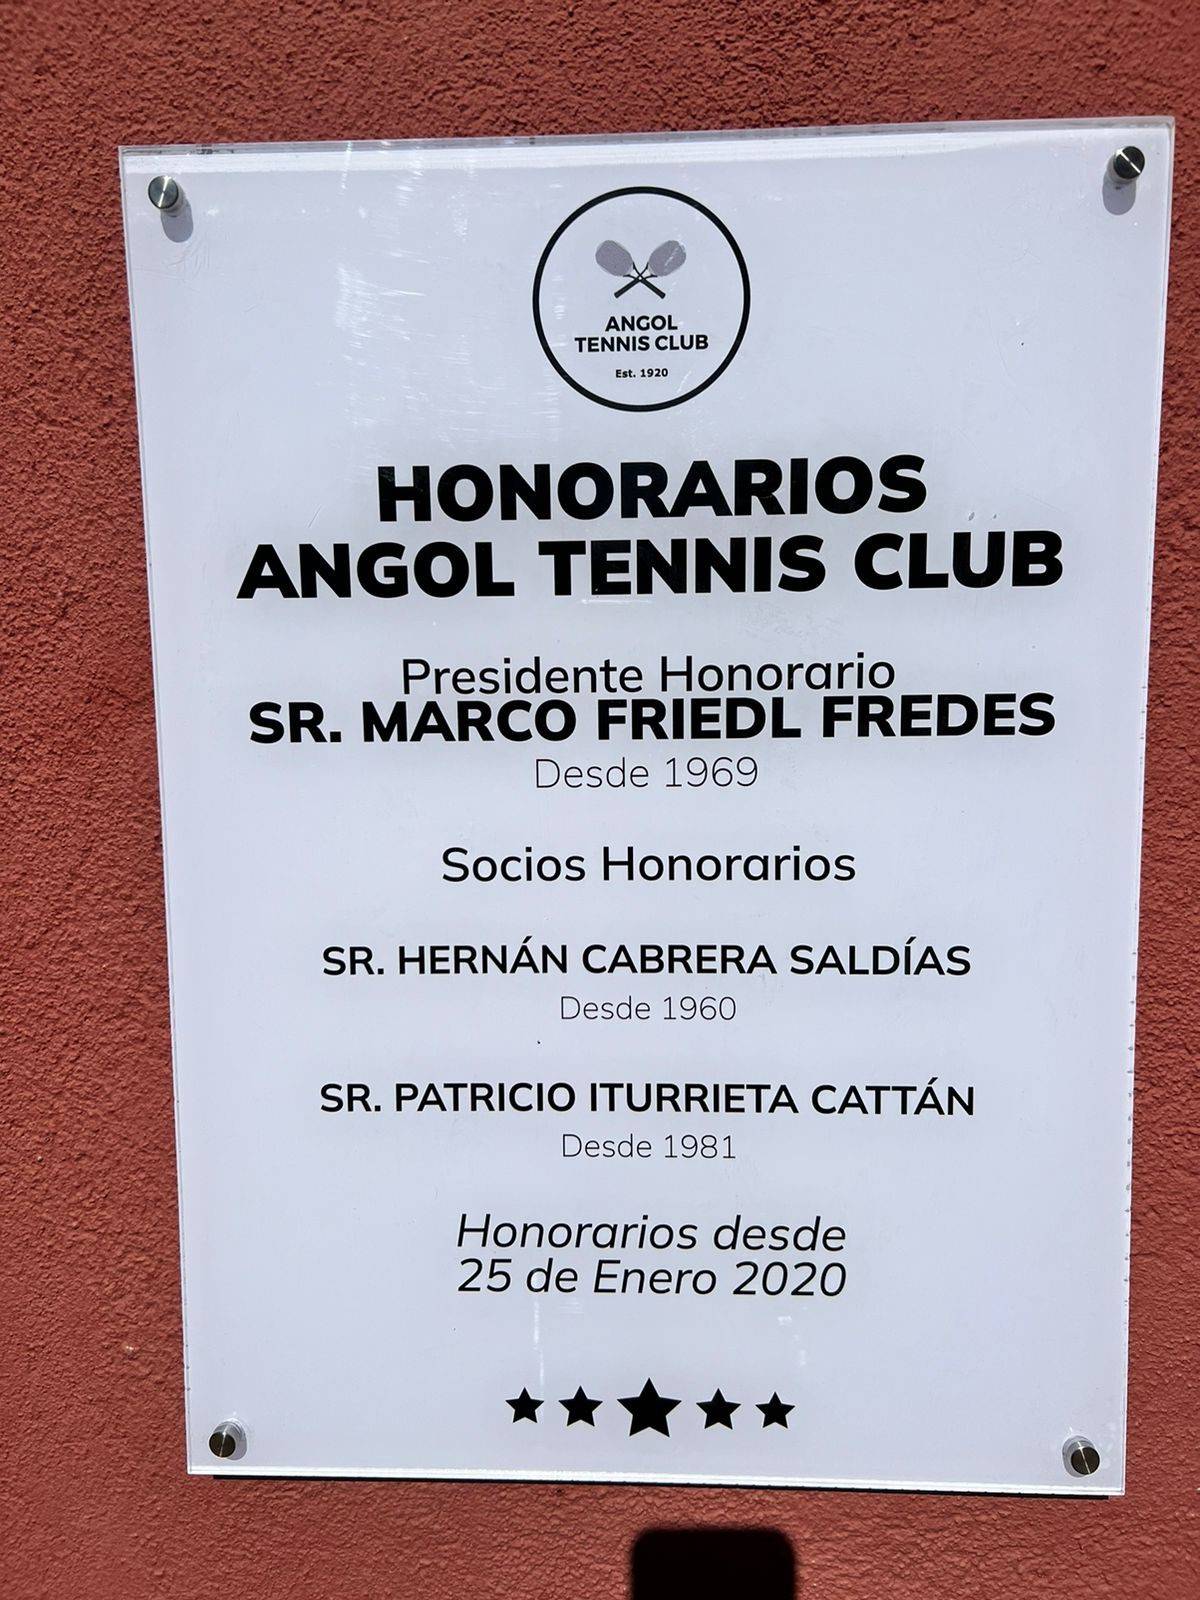 ANGOL
TENNIS CLUB
Est. 1920
HONORARIOS
ANGOL TENNIS CLUB
Presidente Honorario
SR. MARCO FRIEDL FREDES
Desde 1969
Socios Honorarios
SR. HERNÁN CABRERA SALDÍAS
Desde 1960
SR. PATRICIO ITURRIETA CATTÁN
Desde 1981
Honorarios desde
25 de Enero 2020